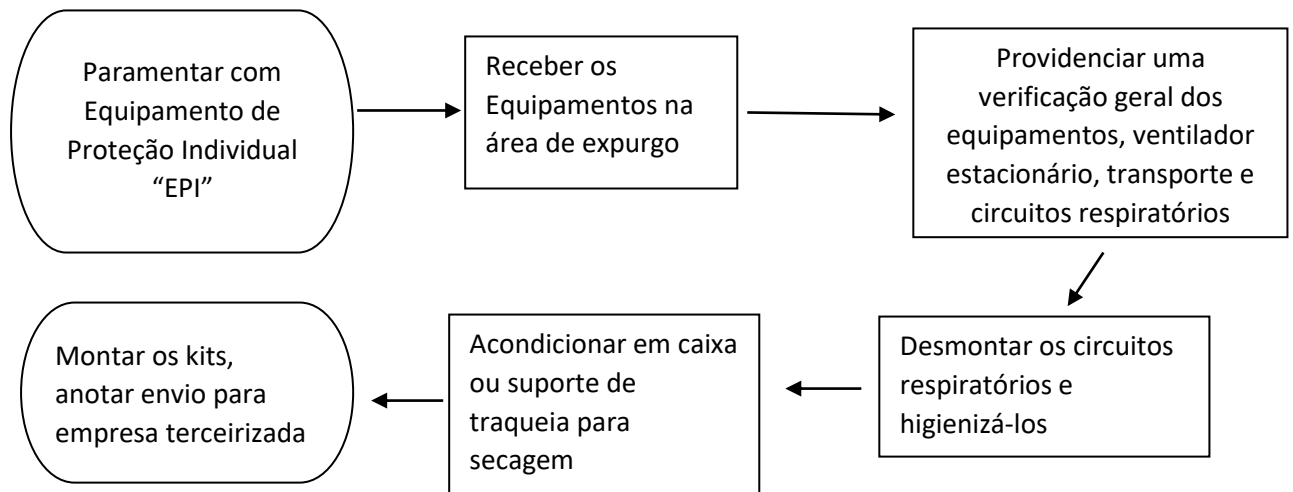 Paramentar com
Equipamento de
Proteção Individual
“EPI”
Receber os
Equipamentos na
área de expurgo
Providenciar uma
verificação geral dos
equipamentos, ventilador
estacionário, transporte e
circuitos respiratórios
Desmontar os circuitos
respiratórios e
higienizá-los
Acondicionar em caixa
ou suporte de
traqueia para
secagem
Montar os kits,
anotar envio para
empresa terceirizada